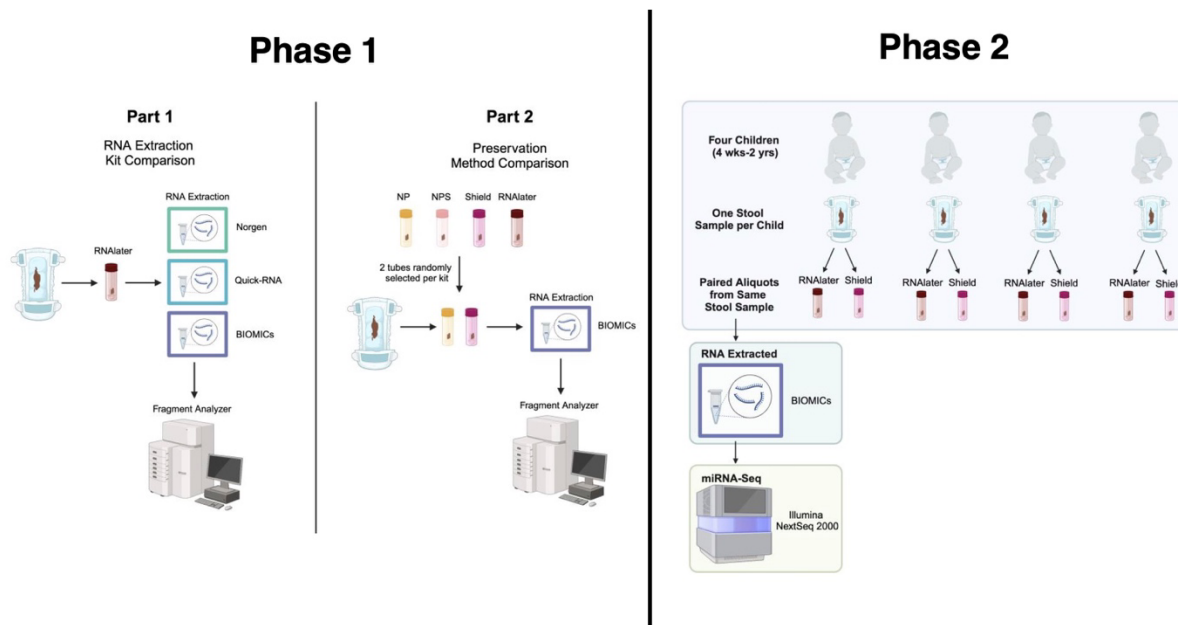 Phase 1
Part 1
RNA Extraction
Kit Comparison
RNA Extraction
Norgen
RNAlater
Quick-RNA
BIOMICs
Fragment Analyzer
Part 2
Preservation
Method Comparison
NP NPS Shield RNAlater
2 tubes randomly
selected per kit
RNA Extraction
BIOMICs
Fragment Analyzer
Phase 2
Four Children
(4 wks-2 yrs)
One Stool
Sample per Child
Paired Aliquots
from Same
Stool Sample
RNAlater Shield RNAlater Shield RNAlater Shield RNAlater Shield
RNA Extracted
BIOMICs
miRNA-Seq
Illumina
NextSeq 2000